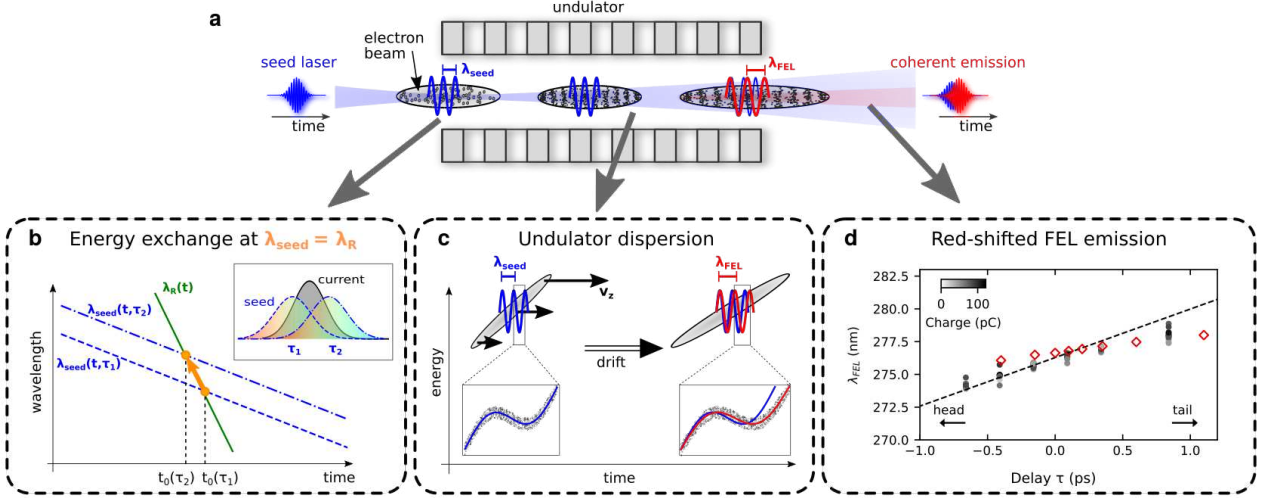 a
undulator
electron
beam
seed laser
λseed
λFEL
coherent emission
time
time
b
Energy exchange at λseed = λR
λR(t)
current
λseed(t,τ2)
seed
λseed(t,τ1)
τ1
τ2
wavelength
t0(τ2)
t0(τ1)
time
c
Undulator dispersion
λseed
λFEL
vz
energy
drift
time
d
Red-shifted FEL emission
282.5
280.0
277.5
275.0
272.5
270.0
λFEL (nm)
0
100
Charge (pC)
head
tail
-1.0
-0.5
0.0
0.5
1.0
Delay τ (ps)